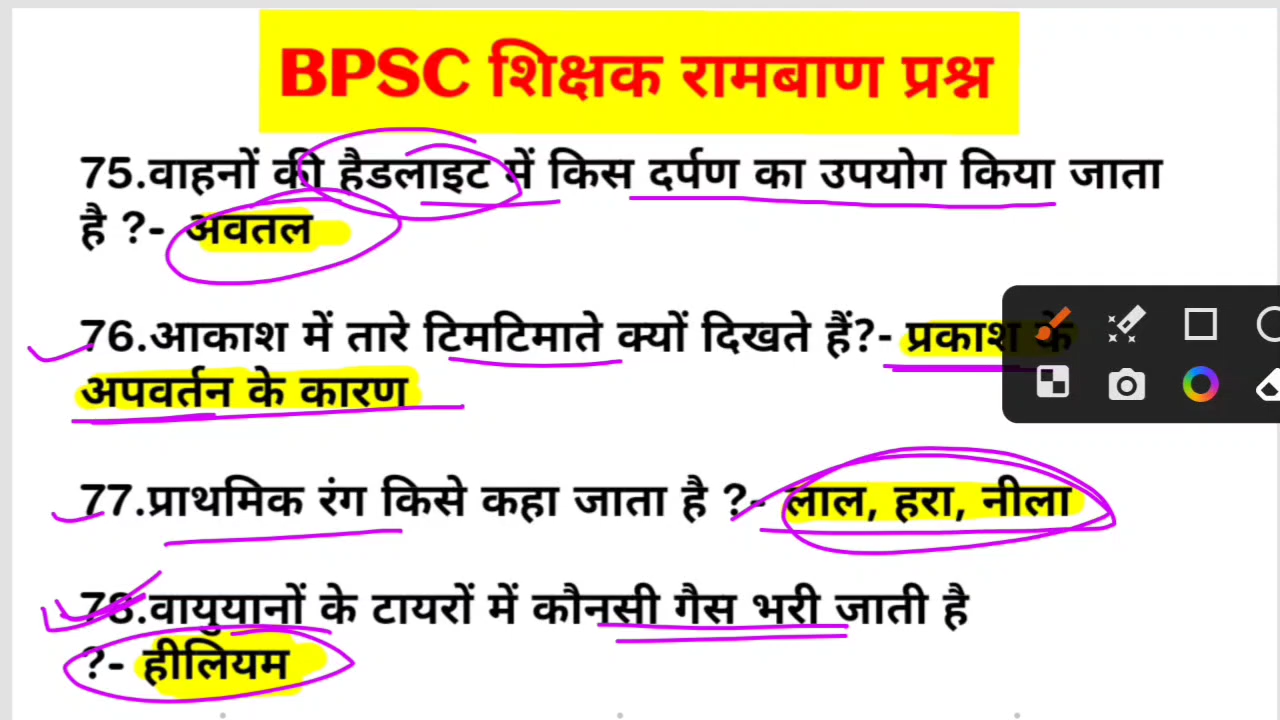 BPSC शिक्षक रामबाण प्रश्न
75.वाहनों की हैडलाइट में किस दर्पण का उपयोग किया जाता
है ?- अवतल
76.आकाश में तारे टिमटिमाते क्यों दिखते हैं?- प्रकाश के
अपवर्तन के कारण
77.प्राथमिक रंग किसे कहा जाता है ?- लाल, हरा, नीला
78.वायुयानों के टायरों में कौनसी गैस भरी जाती है
?- हीलियम